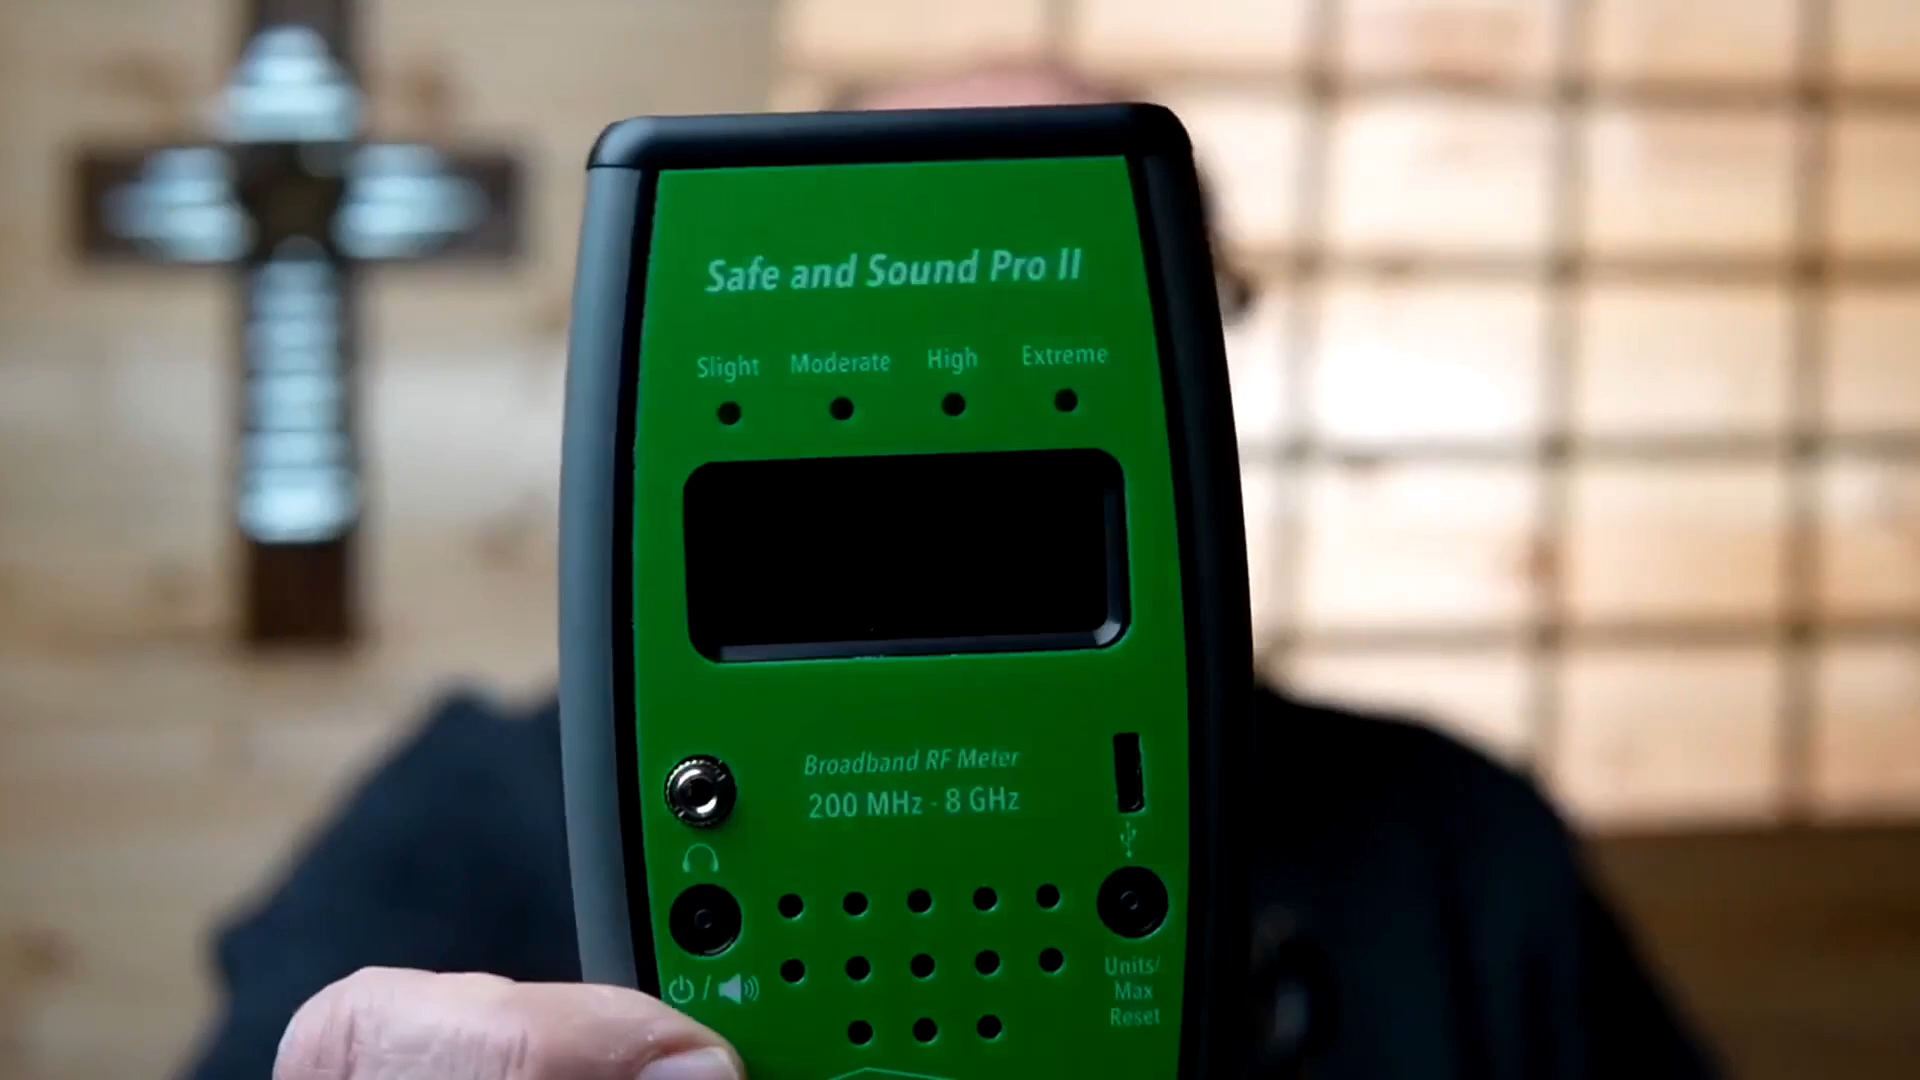 Safe and Sound Pro II
Slight Moderate High Extreme
Broadband RF Meter
200 MHz - 8 GHz
Units/
Max
Reset